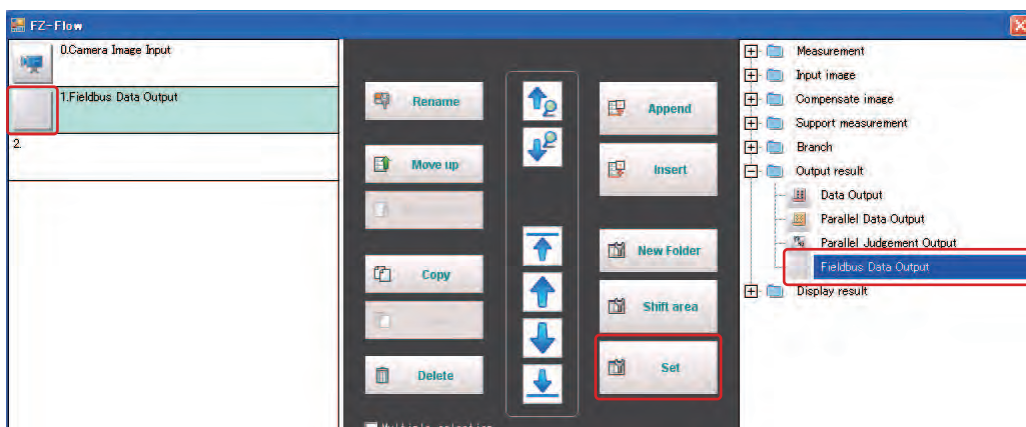 FZ-Flow
0.Camera Image Input
1.Fieldbus Data Output
2.
Rename
Move up
Copy
Delete
Append
Insert
New Folder
Shift area
Set
Measurement
Input image
Compensate image
Support measurement
Branch
Output result
Data Output
Parallel Data Output
Parallel Judgement Output
Fieldbus Data Output
Display result